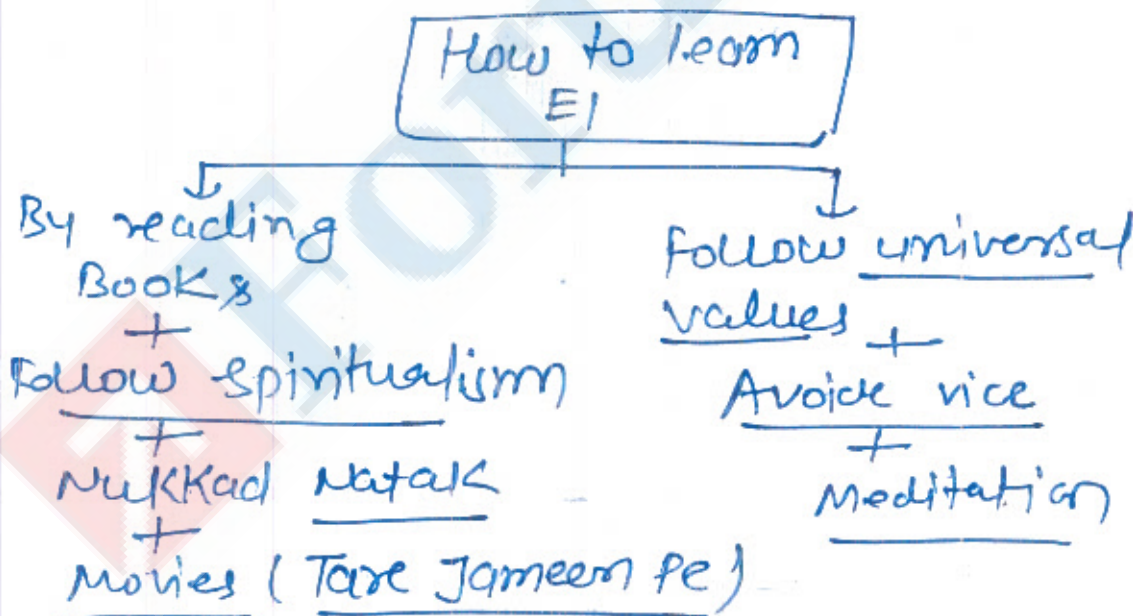 How to learn
EI
By reading
Books
+
Follow Spiritualism
+
Nukkad Natak
+
Movies (Tare Jameen Pe)
Follow universal
values +
Avoide vice
+
Meditation